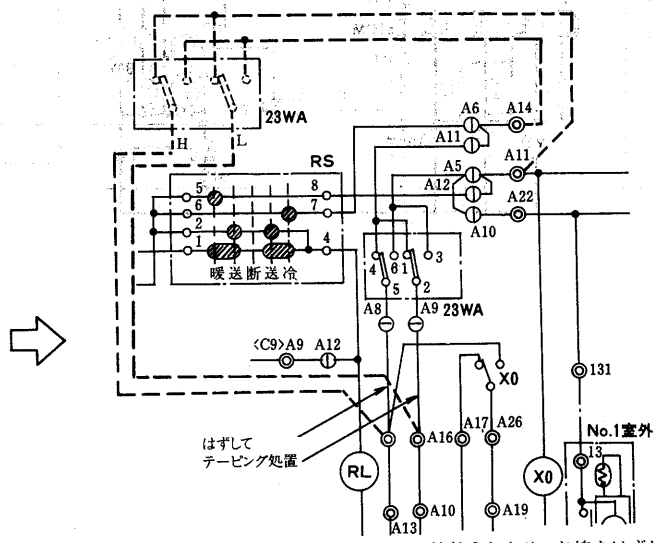 23WA
H L
A6 A14
A11
RS
A5 A11
A12
A22
A10
5 8
6 7
2
1 4
暖送断送冷
4 6 1 3
5 2
A8 A9 23WA
<C9>A9 A12
X0
131
はずして
テーピング処置
A16 A17 A26
No.1室外
13
RL
X0
A13 A10 A19